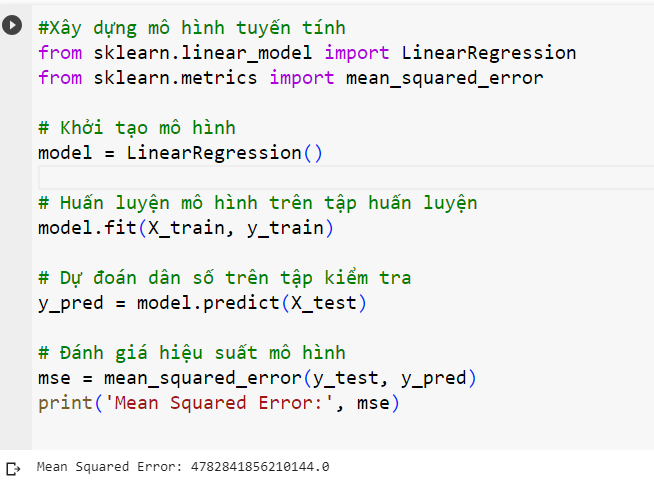 #Xây dựng mô hình tuyến tính
from sklearn.linear_model import LinearRegression
from sklearn.metrics import mean_squared_error
# Khởi tạo mô hình
model = LinearRegression()
# Huấn luyện mô hình trên tập huấn luyện
model.fit(X_train, y_train)
# Dự đoán dân số trên tập kiểm tra
y_pred = model.predict(X_test)
# Đánh giá hiệu suất mô hình
mse = mean_squared_error(y_test, y_pred)
print('Mean Squared Error:', mse)
Mean Squared Error: 4782841856210144.0